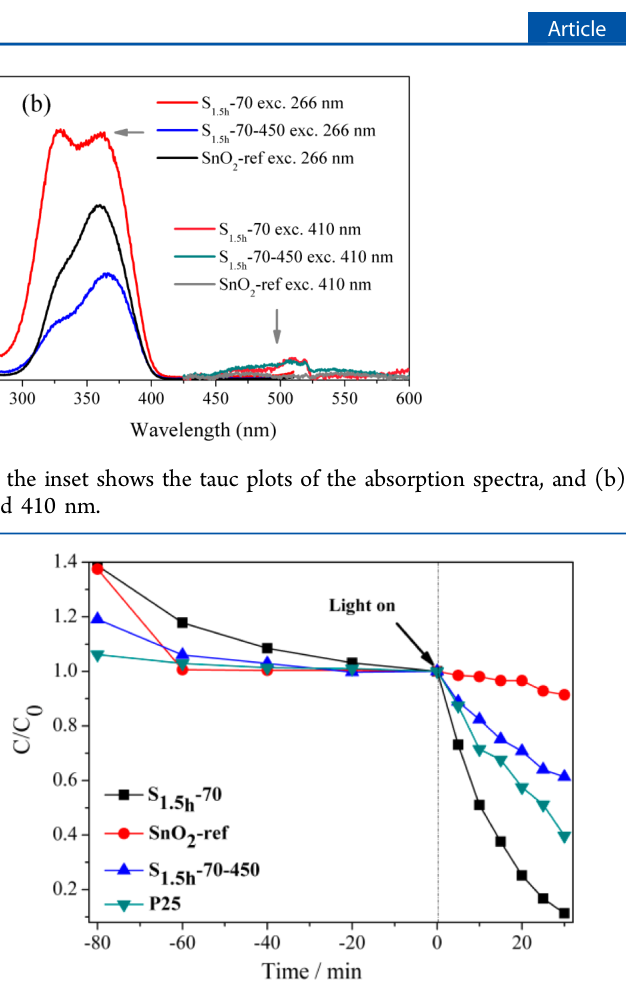 Article
(b)
S1.5h-70 exc. 266 nm
S1.5h-70-450 exc. 266 nm
SnO2-ref exc. 266 nm
S1.5h-70 exc. 410 nm
S1.5h-70-450 exc. 410 nm
SnO2-ref exc. 410 nm
300 350 400 450 500 550 600
Wavelength (nm)
the inset shows the tauc plots of the absorption spectra, and (b)
d 410 nm.
1.4
1.2
1.0
0.8
0.6
0.4
0.2
C/C0
Light on
S1.5h-70
SnO2-ref
S1.5h-70-450
P25
-80 -60 -40 -20 0 20
Time / min